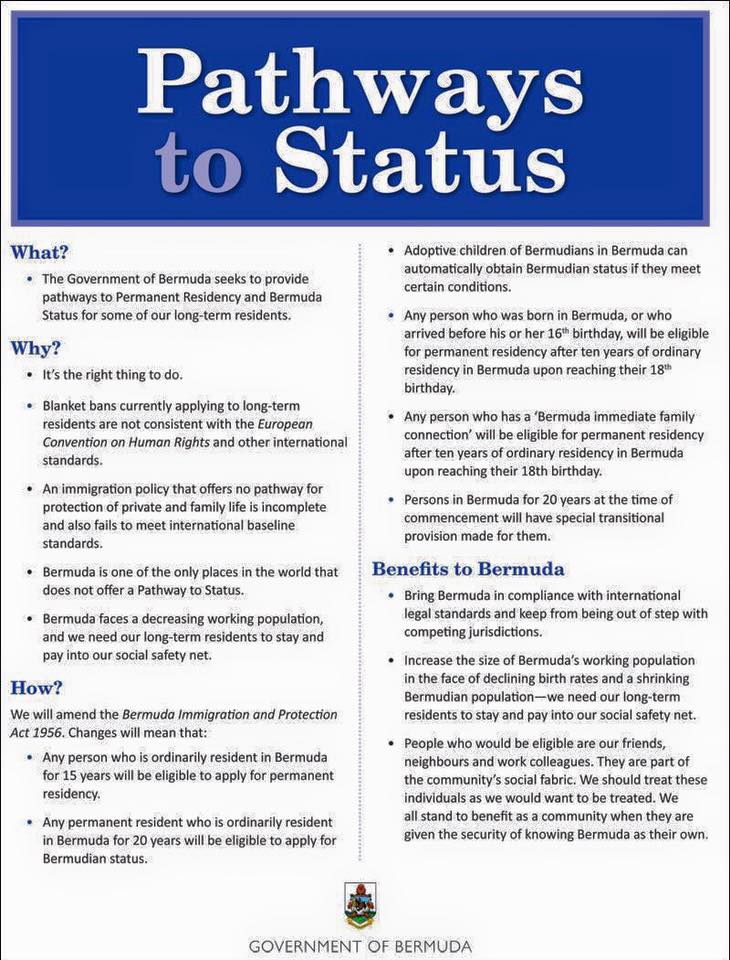 Pathways
to Status
What?
• The Government of Bermuda seeks to provide
pathways to Permanent Residency and Bermuda
Status for some of our long-term residents.
Why?
• It's the right thing to do.
• Blanket bans currently applying to long-term
residents are not consistent with the European
Convention on Human Rights and other international
standards.
• An immigration policy that offers no pathway for
protection of private and family life is incomplete
and also fails to meet international baseline
standards.
• Bermuda is one of the only places in the world that
does not offer a Pathway to Status.
• Bermuda faces a decreasing working population,
and we need our long-term residents to stay and
pay into our social safety net.
How?
We will amend the Bermuda Immigration and Protection
Act 1956. Changes will mean that:
• Any person who is ordinarily resident in Bermuda
for 15 years will be eligible to apply for permanent
residency.
• Any permanent resident who is ordinarily resident
in Bermuda for 20 years will be eligible to apply for
Bermudian status.
• Adoptive children of Bermudians in Bermuda can
automatically obtain Bermudian status if they meet
certain conditions.
• Any person who was born in Bermuda, or who
arrived before his or her 16th birthday, will be eligible
for permanent residency after ten years of ordinary
residency in Bermuda upon reaching their 18th
birthday.
• Any person who has a ‘Bermuda immediate family
connection’ will be eligible for permanent residency
after ten years of ordinary residency in Bermuda
upon reaching their 18th birthday.
• Persons in Bermuda for 20 years at the time of
commencement will have special transitional
provision made for them.
Benefits to Bermuda
• Bring Bermuda in compliance with international
legal standards and keep from being out of step with
competing jurisdictions.
• Increase the size of Bermuda's working population
in the face of declining birth rates and a shrinking
Bermudian population—we need our long-term
residents to stay and pay into our social safety net.
• People who would be eligible are our friends,
neighbours and work colleagues. They are part of
the community's social fabric. We should treat these
individuals as we would want to be treated. We
all stand to benefit as a community when they are
given the security of knowing Bermuda as their own.
GOVERNMENT OF BERMUDA